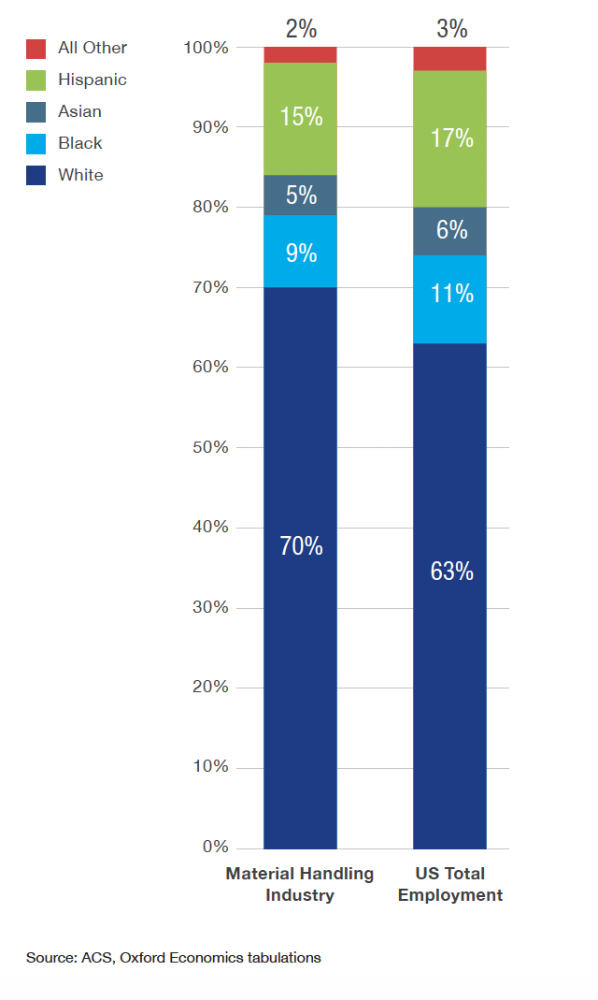 All Other
Hispanic
Asian
Black
White
2%
3%
100%
90%
80%
70%
60%
50%
40%
30%
20%
10%
0%
15%
5%
9%
70%
17%
6%
11%
63%
Material Handling
Industry
US Total
Employment
Source: ACS, Oxford Economics tabulations